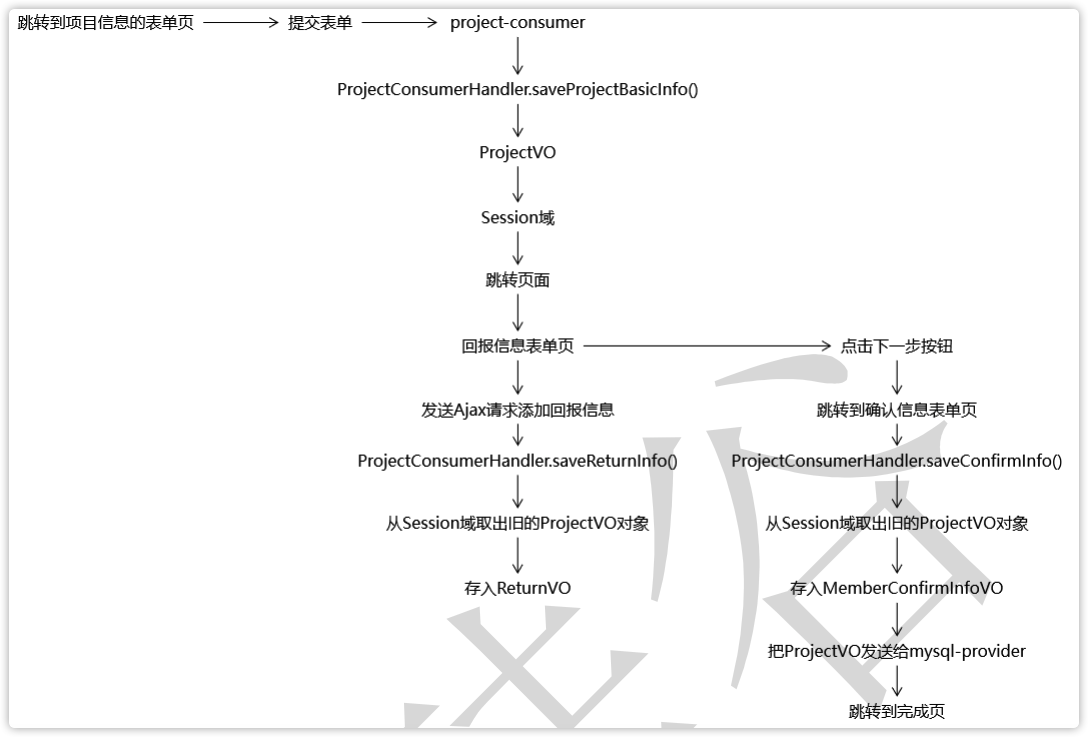 跳转到项目信息的表单页
提交表单
project-consumer
ProjectConsumerHandler.saveProjectBasicInfo()
ProjectVO
Session域
跳转页面
回报信息表单页
点击下一步按钮
发送Ajax请求添加回报信息
跳转到确认信息表单页
ProjectConsumerHandler.saveReturnInfo()
ProjectConsumerHandler.saveConfirmInfo()
从Session域取出旧的ProjectVO对象
从Session域取出旧的ProjectVO对象
存入ReturnVO
存入MemberConfirmInfoVO
把ProjectVO发送给mysql-provider
跳转到完成页